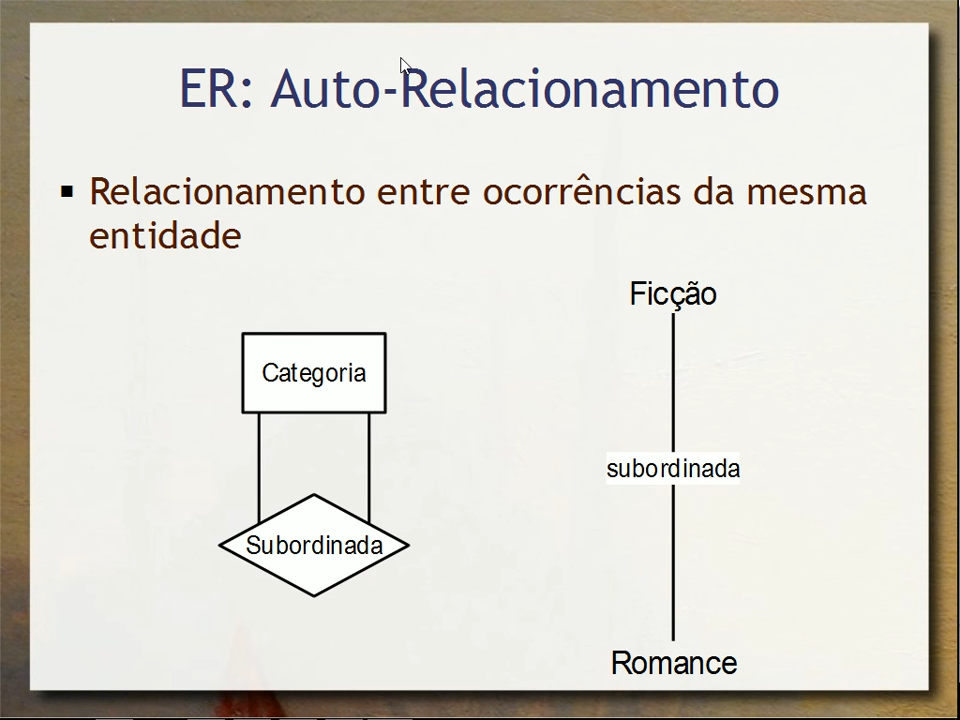 ER: Auto-Relacionamento
Relacionamento entre ocorrências da mesma
entidade
Ficção
Categoria
subordinada
Subordinada
Romance